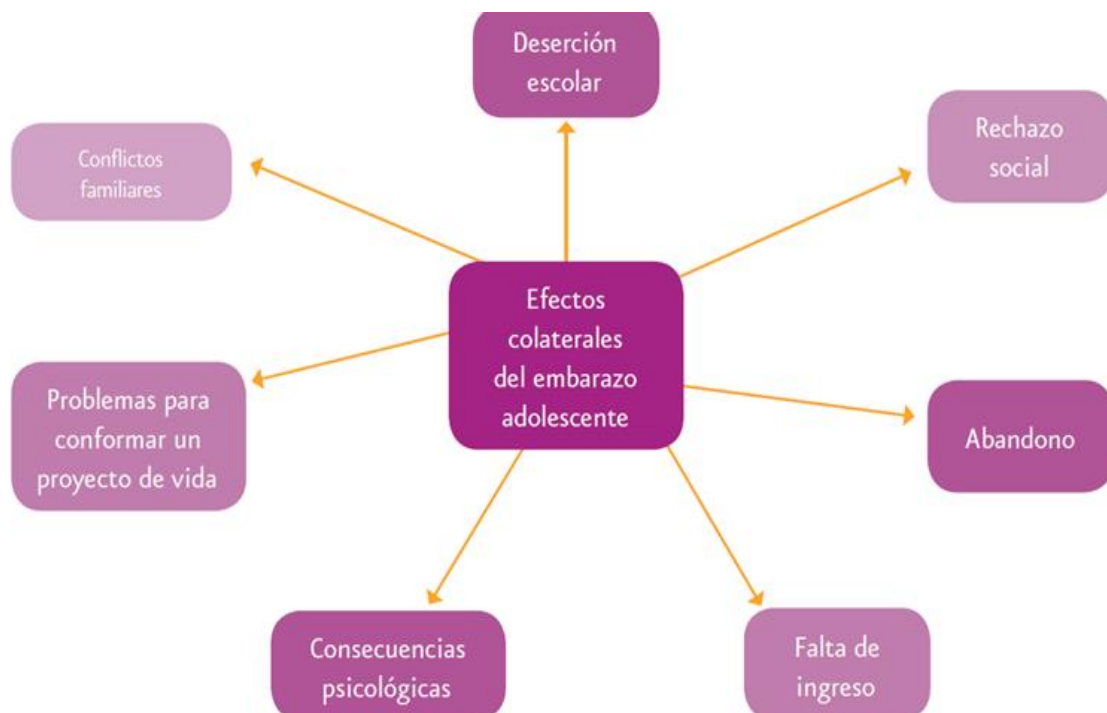 Deserción
escolar
Rechazo
social
Conflictos
familiares
Efectos
colaterales
del embarazo
adolescente
Problemas para
conformar un
proyecto de vida
Abandono
Consecuencias
psicológicas
Falta de
ingreso